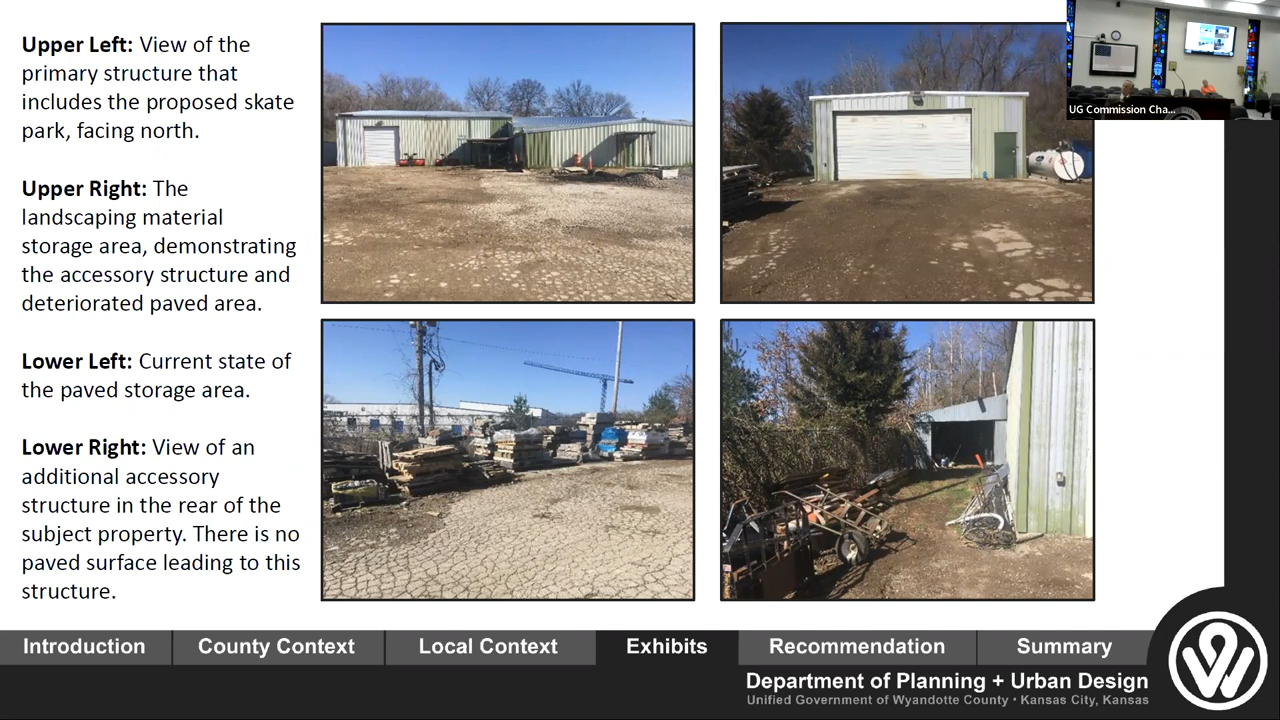 Upper Left: View of the
primary structure that
includes the proposed skate
park, facing north.
Upper Right: The
landscaping material
storage area, demonstrating
the accessory structure and
deteriorated paved area.
Lower Left: Current state of
the paved storage area.
Lower Right: View of an
additional accessory
structure in the rear of the
subject property. There is no
paved surface leading to this
structure.
UG Commission Cha...
Introduction
County Context
Local Context
Exhibits
Recommendation
Summary
Department of Planning + Urban Design
Unified Government of Wyandotte County • Kansas City, Kansas